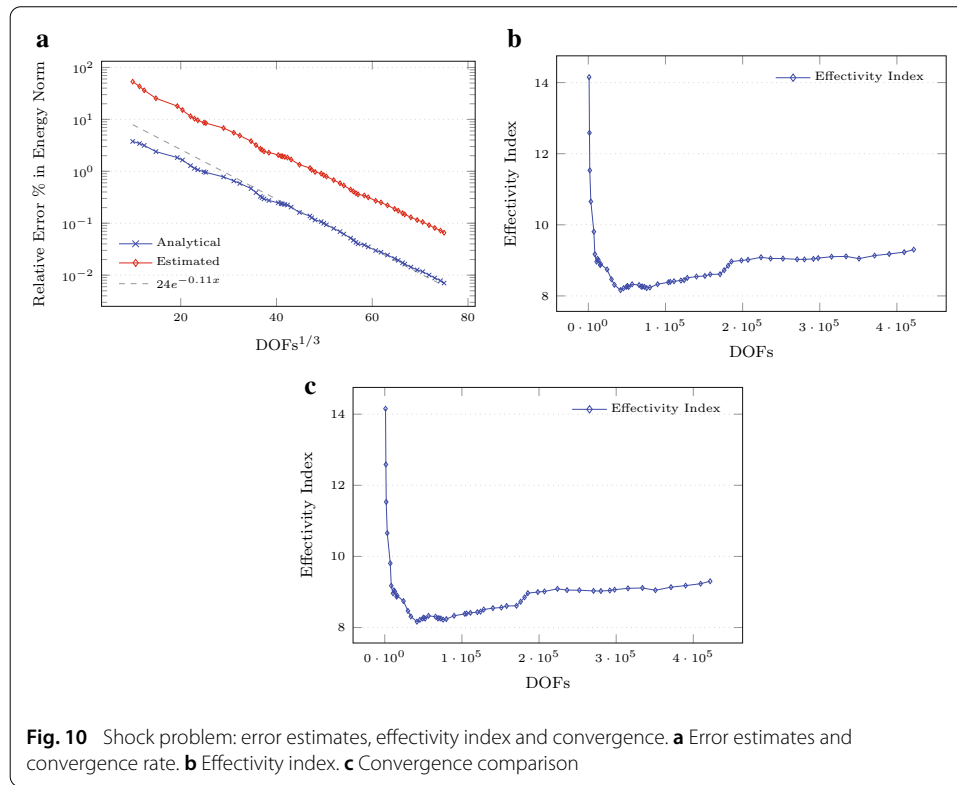 a
Relative Error % in Energy Norm
10^2
10^1
10^0
10^−1
10^−2
Analytical
Estimated
24e^−0.11x
20
40
60
80
DOFs^1/3
b
Effectivity Index
14
12
10
8
Effectivity Index
0 · 10^0
1 · 10^5
2 · 10^5
3 · 10^5
4 · 10^5
DOFs
c
Effectivity Index
14
12
10
8
Effectivity Index
0 · 10^0
1 · 10^5
2 · 10^5
3 · 10^5
4 · 10^5
DOFs
Fig. 10 Shock problem: error estimates, effectivity index and convergence. a Error estimates and
convergence rate. b Effectivity index. c Convergence comparison